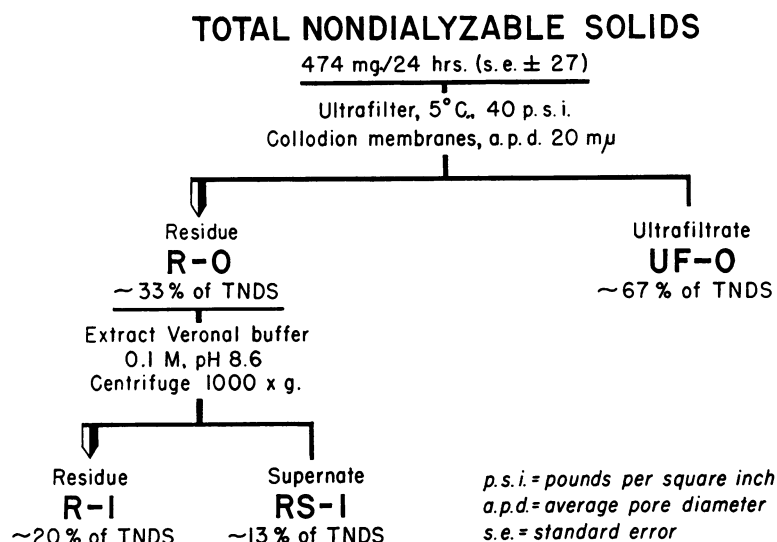 TOTAL NONDIALYZABLE SOLIDS
474 mg./24 hrs. (s.e. ± 27)
Ultrafilter, 5°C., 40 p.s.i.
Collodion membranes, a.p.d. 20 mμ
Residue
R-O
~33% of TNDS
Ultrafiltrate
UF-O
~67% of TNDS
Extract Veronal buffer
0.1 M, pH 8.6
Centrifuge 1000 x g.
Residue
R-I
~20% of TNDS
Supernate
RS-I
~13% of TNDS
p.s.i. = pounds per square inch
a.p.d. = average pore diameter
s.e. = standard error